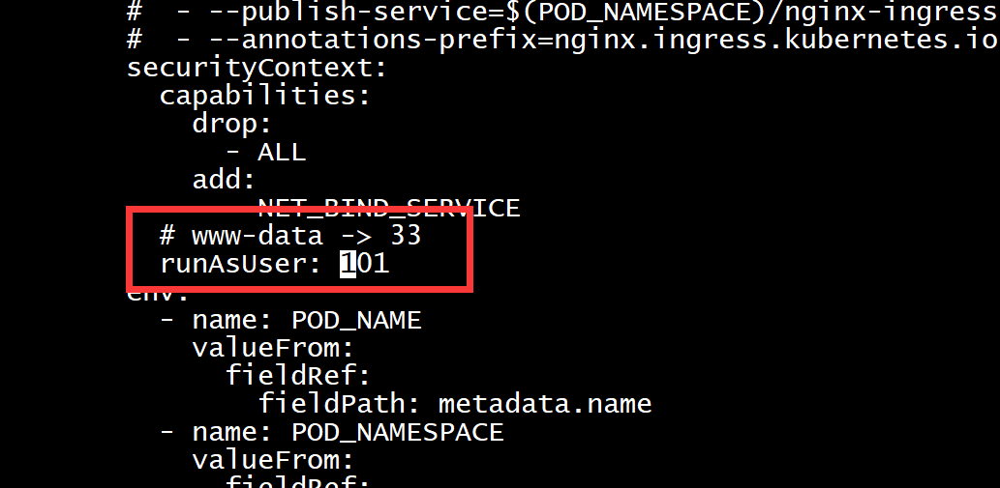 #  - --publish-service=$(POD_NAMESPACE)/nginx-ingress
#  - --annotations-prefix=nginx.ingress.kubernetes.io
securityContext:
  capabilities:
    drop:
      - ALL
    add:
      NET_BIND_SERVICE
  # www-data -> 33
  runAsUser: 101
env:
  - name: POD_NAME
    valueFrom:
      fieldRef:
        fieldPath: metadata.name
  - name: POD_NAMESPACE
    valueFrom:
      fieldRef: